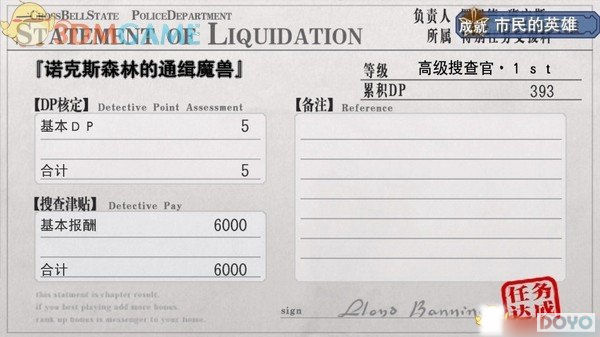 CROSSBELLSTATE POLICEDEPARTMENT
3DMGAME
STATEMENT OF LIQUIDATION
负责人
所属
成就 市民的英雄
『诺克斯森林的通缉魔兽』
等级 高级搜查官・1st
累积DP 393
【DP核定】 Detective Point Assessment
基本DP 5
合计 5
【搜查津贴】 Detective Pay
基本报酬 6000
合计 6000
【备注】 Reference
this statment is chapter result.
if you best playing add more bonus.
rank up bonus is messenger to your home.
sign Lloyd Bannin
任务
达成
DOYO